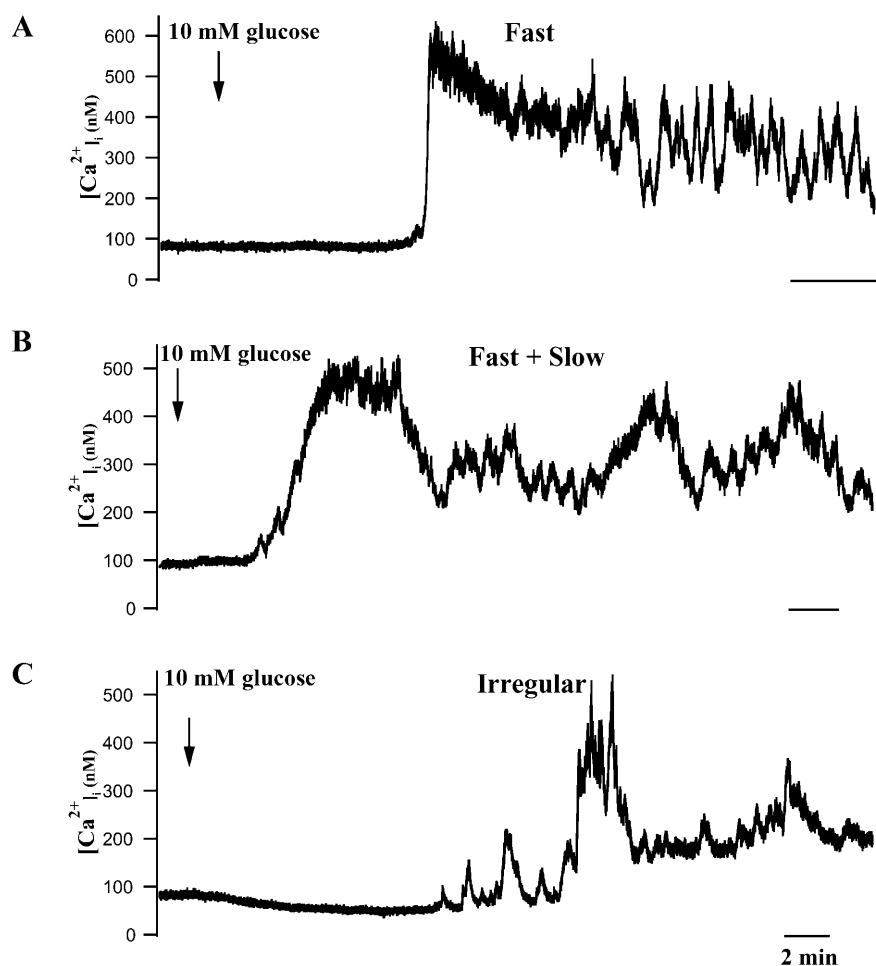 A
10 mM glucose
Fast
600
500
400
300
200
100
0
[Ca2+]i (nM)
B
10 mM glucose
Fast + Slow
500
400
300
200
100
0
[Ca2+]i (nM)
C
10 mM glucose
Irregular
500
400
300
200
100
0
[Ca2+]i (nM)
2 min